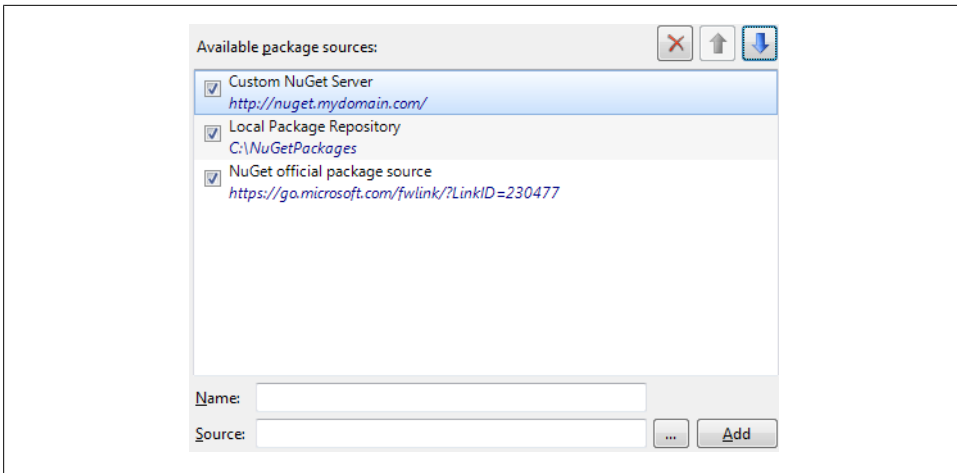 Available package sources:
Custom NuGet Server
http://nuget.mydomain.com/
Local Package Repository
C:\NuGetPackages
NuGet official package source
https://go.microsoft.com/fwlink/?LinkID=230477
Name:
Source:
...
Add